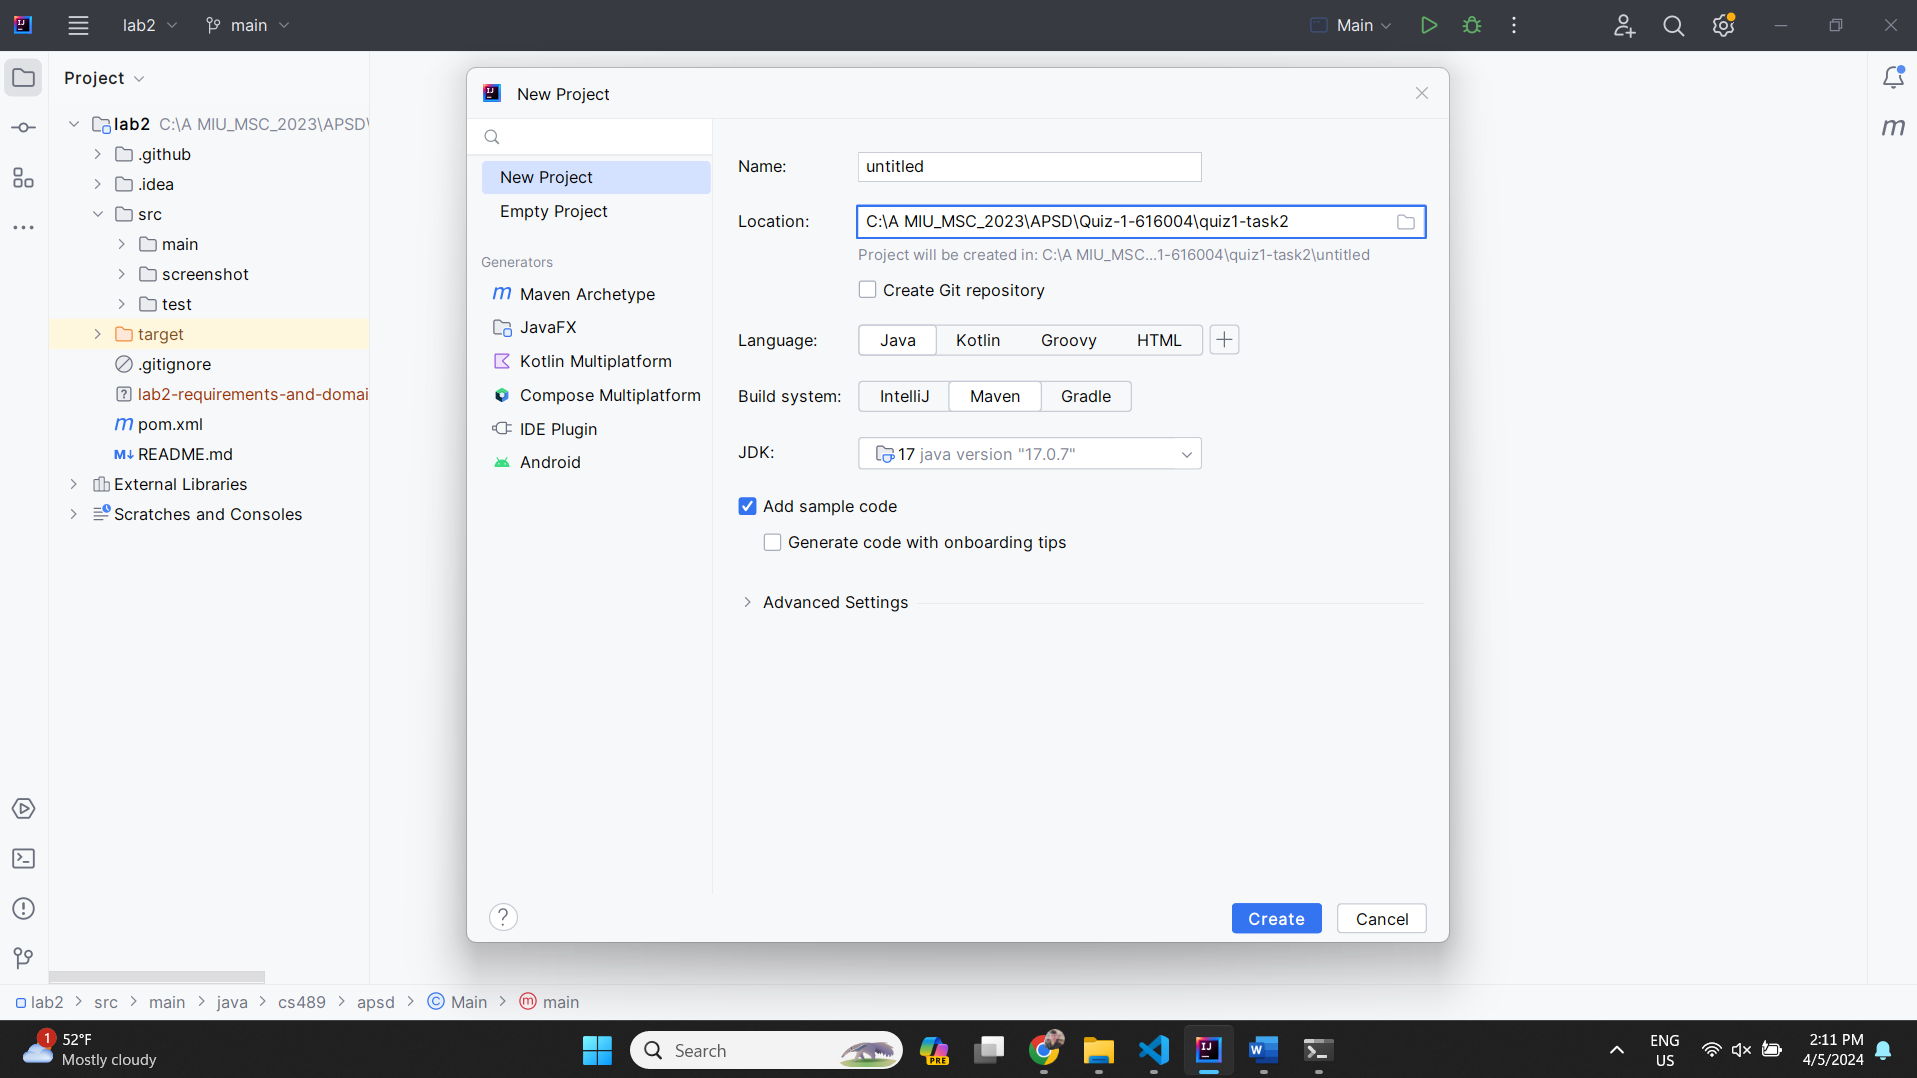 lab2
main
Main
Project
lab2 C:\A MIU_MSC_2023\APSD\
.github
.idea
src
main
screenshot
test
target
.gitignore
lab2-requirements-and-domai
pom.xml
README.md
External Libraries
Scratches and Consoles
New Project
New Project
Empty Project
Generators
Maven Archetype
JavaFX
Kotlin Multiplatform
Compose Multiplatform
IDE Plugin
Android
Name: untitled
Location: C:\A MIU_MSC_2023\APSD\Quiz-1-616004\quiz1-task2
Project will be created in: C:\A MIU_MSC...1-616004\quiz1-task2\untitled
Create Git repository
Language: Java Kotlin Groovy HTML
Build system: IntelliJ Maven Gradle
JDK: 17 java version "17.0.7"
Add sample code
Generate code with onboarding tips
Advanced Settings
? Create Cancel
lab2 > src > main > java > cs489 > apsd > Main > main
1 52°F
Mostly cloudy
Search
PRE
ENG
US
2:11 PM
4/5/2024